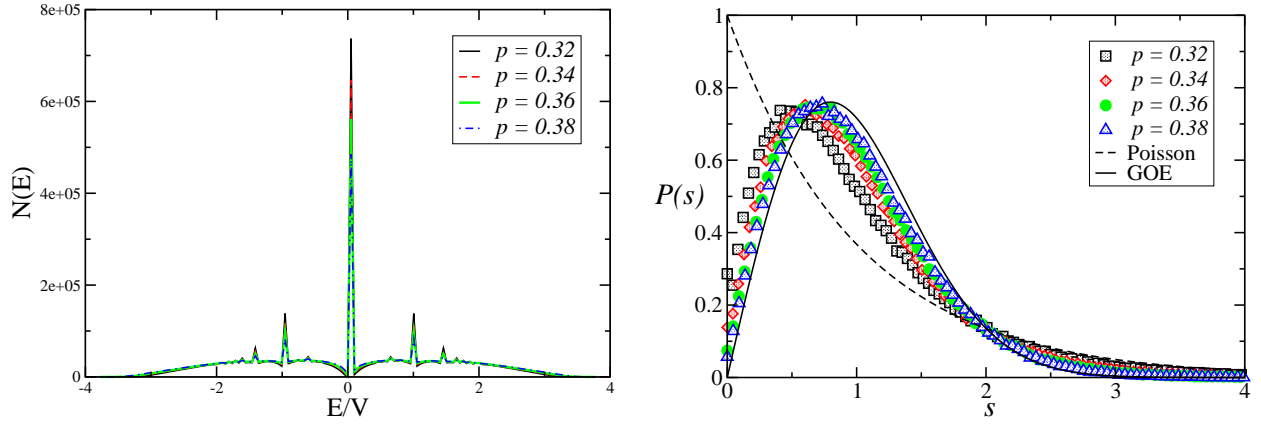 8e+05
6e+05
4e+05
2e+05
0
-4
-2
0
2
4
N(E)
E/V
p = 0.32
p = 0.34
p = 0.36
p = 0.38
1
0.8
0.6
0.4
0.2
0
0
1
2
3
4
P(s)
s
p = 0.32
p = 0.34
p = 0.36
p = 0.38
Poisson
GOE